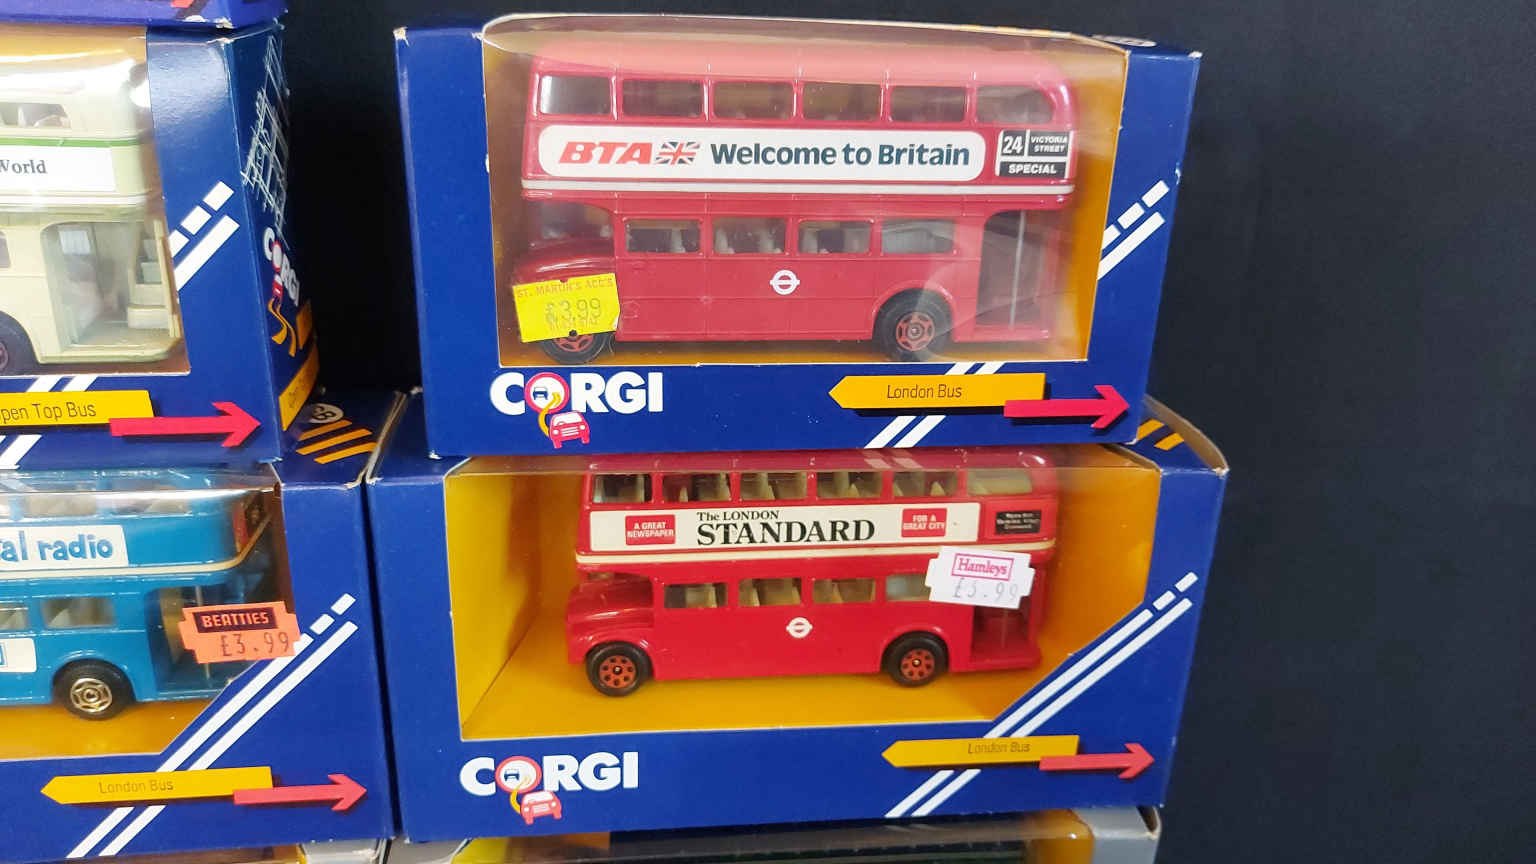 World
CORGI
pen Top Bus
BTA Welcome to Britain
24 VICTORIA STREET
SPECIAL
ST. MARTIN'S ACC'S
£3.99
CORGI
London Bus
al radio
BEATTIES
£3.99
London Bus
A GREAT NEWSPAPER
The LONDON
STANDARD
FOR A GREAT CITY
Hamleys
£3.99
CORGI
London Bus